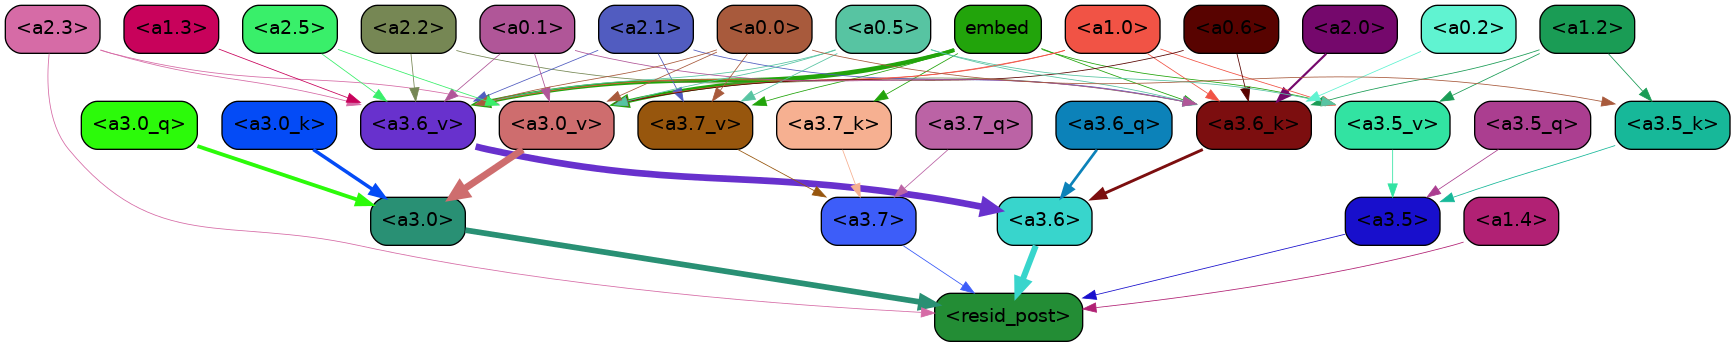 <a2.3> <a1.3> <a2.5> <a2.2> <a0.1> <a2.1> <a0.0> <a0.5> embed <a1.0> <a0.6> <a2.0> <a0.2> <a1.2>
<a3.0_q> <a3.0_k> <a3.6_v> <a3.0_v> <a3.7_v> <a3.7_k> <a3.7_q> <a3.6_q> <a3.6_k> <a3.5_v> <a3.5_q> <a3.5_k>
<a3.0> <a3.7> <a3.6> <a3.5> <a1.4>
<resid_post>